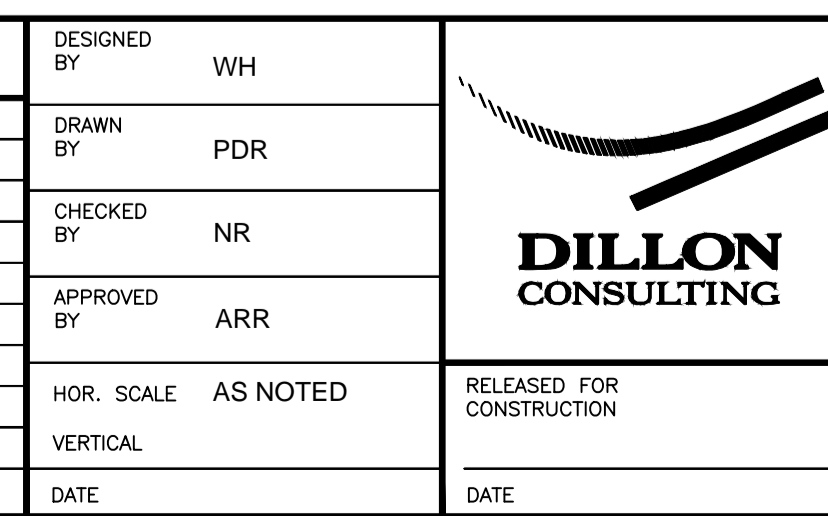 DESIGNED
BY WH
DRAWN
BY PDR
CHECKED
BY NR
APPROVED
BY ARR
HOR. SCALE AS NOTED
VERTICAL
DATE
DILLON
CONSULTING
RELEASED FOR
CONSTRUCTION
DATE